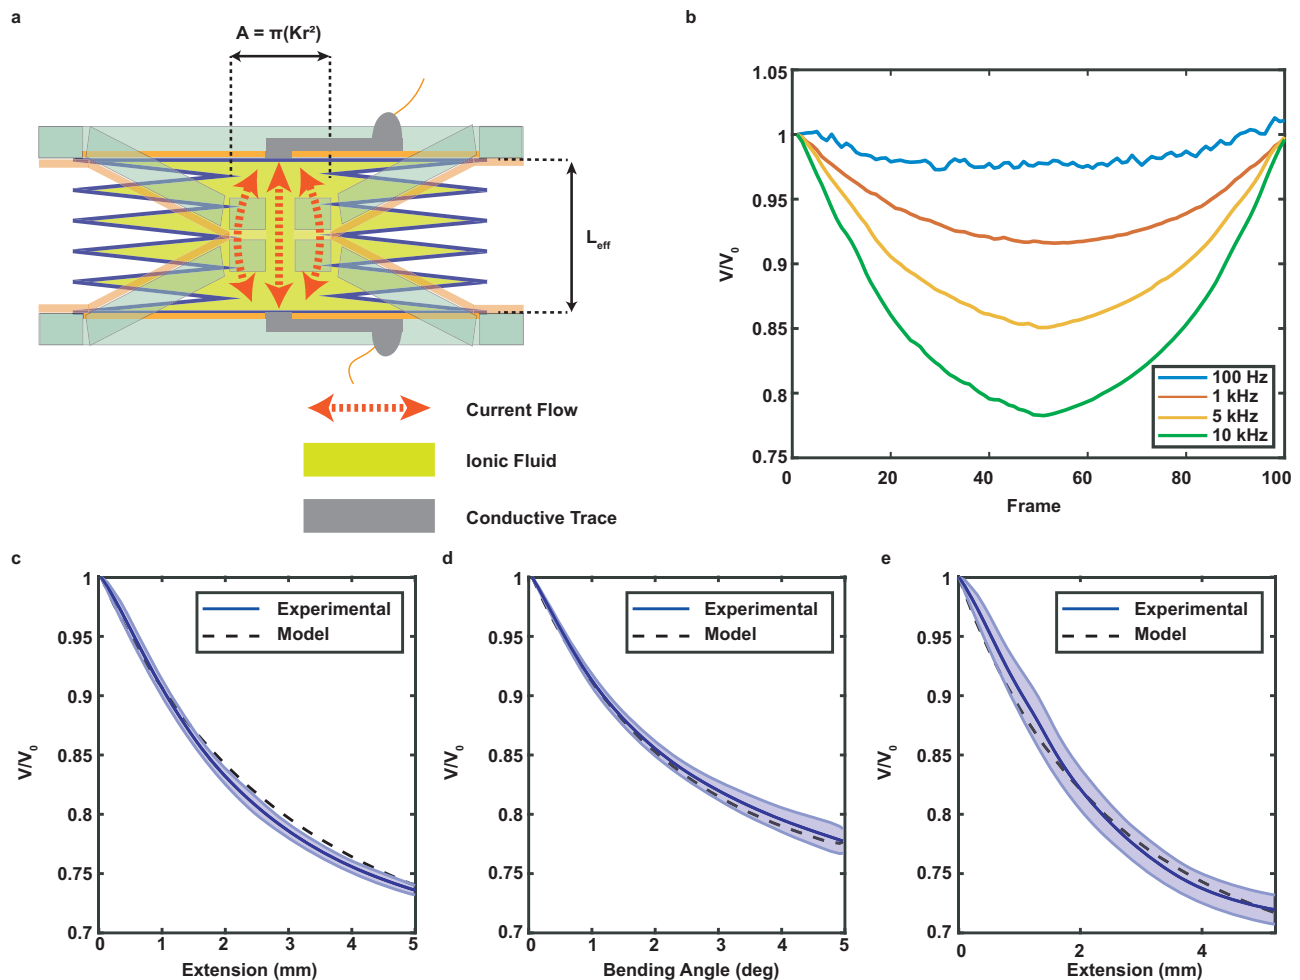 a
A = π(Kr²)
L_eff
Current Flow
Ionic Fluid
Conductive Trace
b
1.05
1
0.95
0.9
0.85
0.8
0.75
V/V₀
0
20
40
60
80
100
Frame
100 Hz
1 kHz
5 kHz
10 kHz
c
1
0.95
0.9
0.85
0.8
0.75
0.7
V/V₀
0
1
2
3
4
5
Extension (mm)
Experimental
Model
d
1
0.95
0.9
0.85
0.8
0.75
0.7
V/V₀
0
1
2
3
4
5
Bending Angle (deg)
Experimental
Model
e
1
0.95
0.9
0.85
0.8
0.75
0.7
V/V₀
0
2
4
Extension (mm)
Experimental
Model